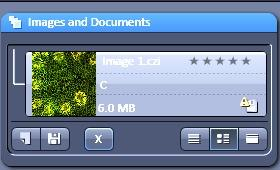 Images and Documents
Image 1.czi
C
6.0 MB
X